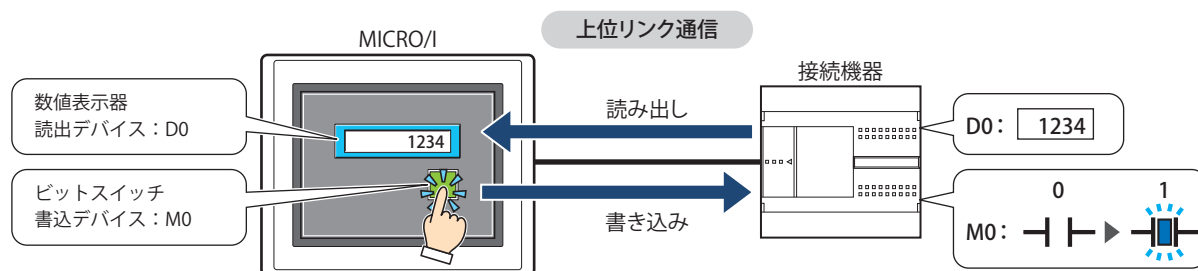 上位リンク通信
MICRO/I
接続機器
数値表示器
読出デバイス：D0
1234
読み出し
D0：
1234
ビットスイッチ
書込デバイス：M0
書き込み
0
1
M0：